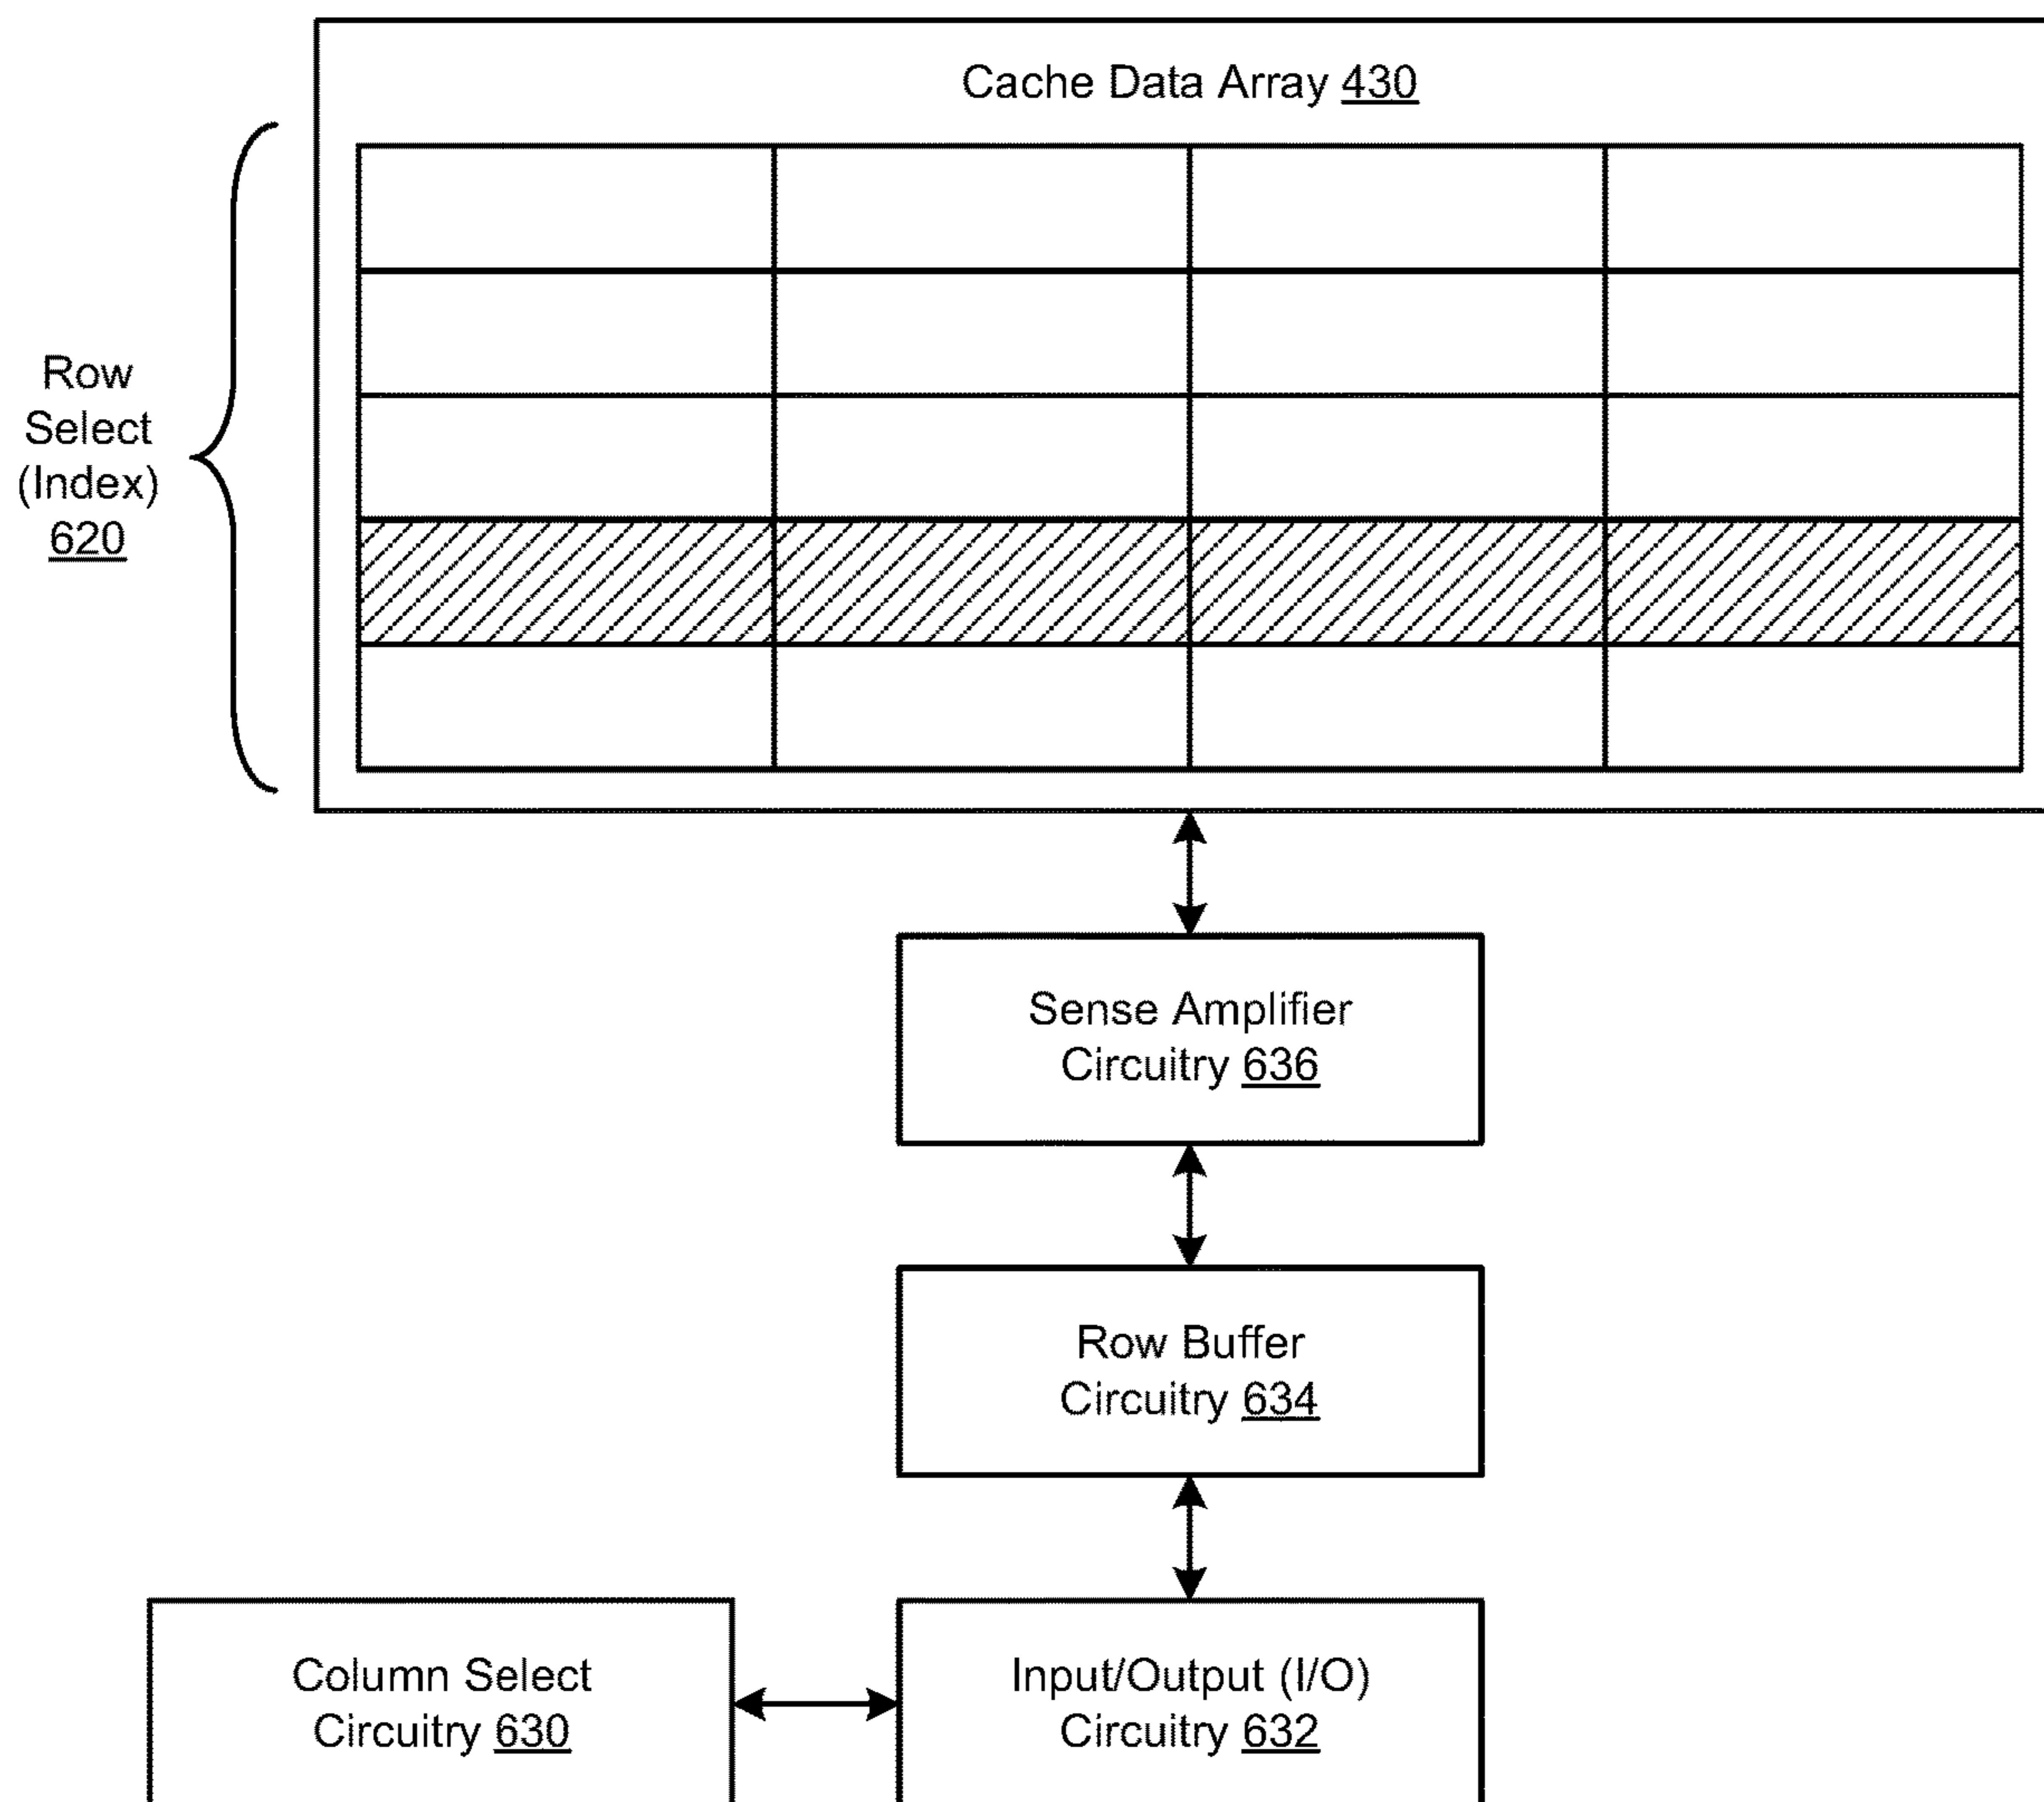 Cache Data Array 430
Row
Select
(Index)
620
Sense Amplifier
Circuitry 636
Row Buffer
Circuitry 634
Column Select
Circuitry 630
Input/Output (I/O)
Circuitry 632